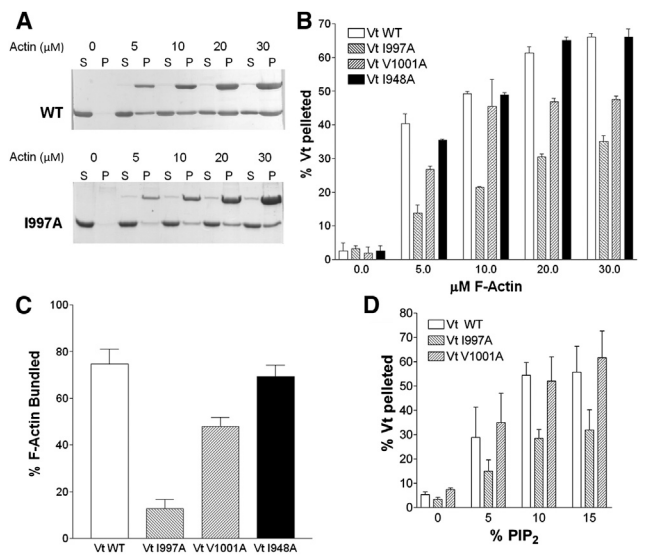 A
Actin (μM) 0 5 10 20 30
S P S P S P S P S P
WT
Actin (μM) 0 5 10 20 30
S P S P S P S P S P
I997A
B
Vt WT
Vt I997A
Vt V1001A
Vt I948A
% Vt pelleted
70
60
50
40
30
20
10
0
0.0 5.0 10.0 20.0 30.0
μM F-Actin
C
% F-Actin Bundled
100
80
60
40
20
0
Vt WT Vt I997A Vt V1001A Vt I948A
D
Vt WT
Vt I997A
Vt V1001A
% Vt pelleted
80
70
60
50
40
30
20
10
0
0 5 10 15
% PIP₂